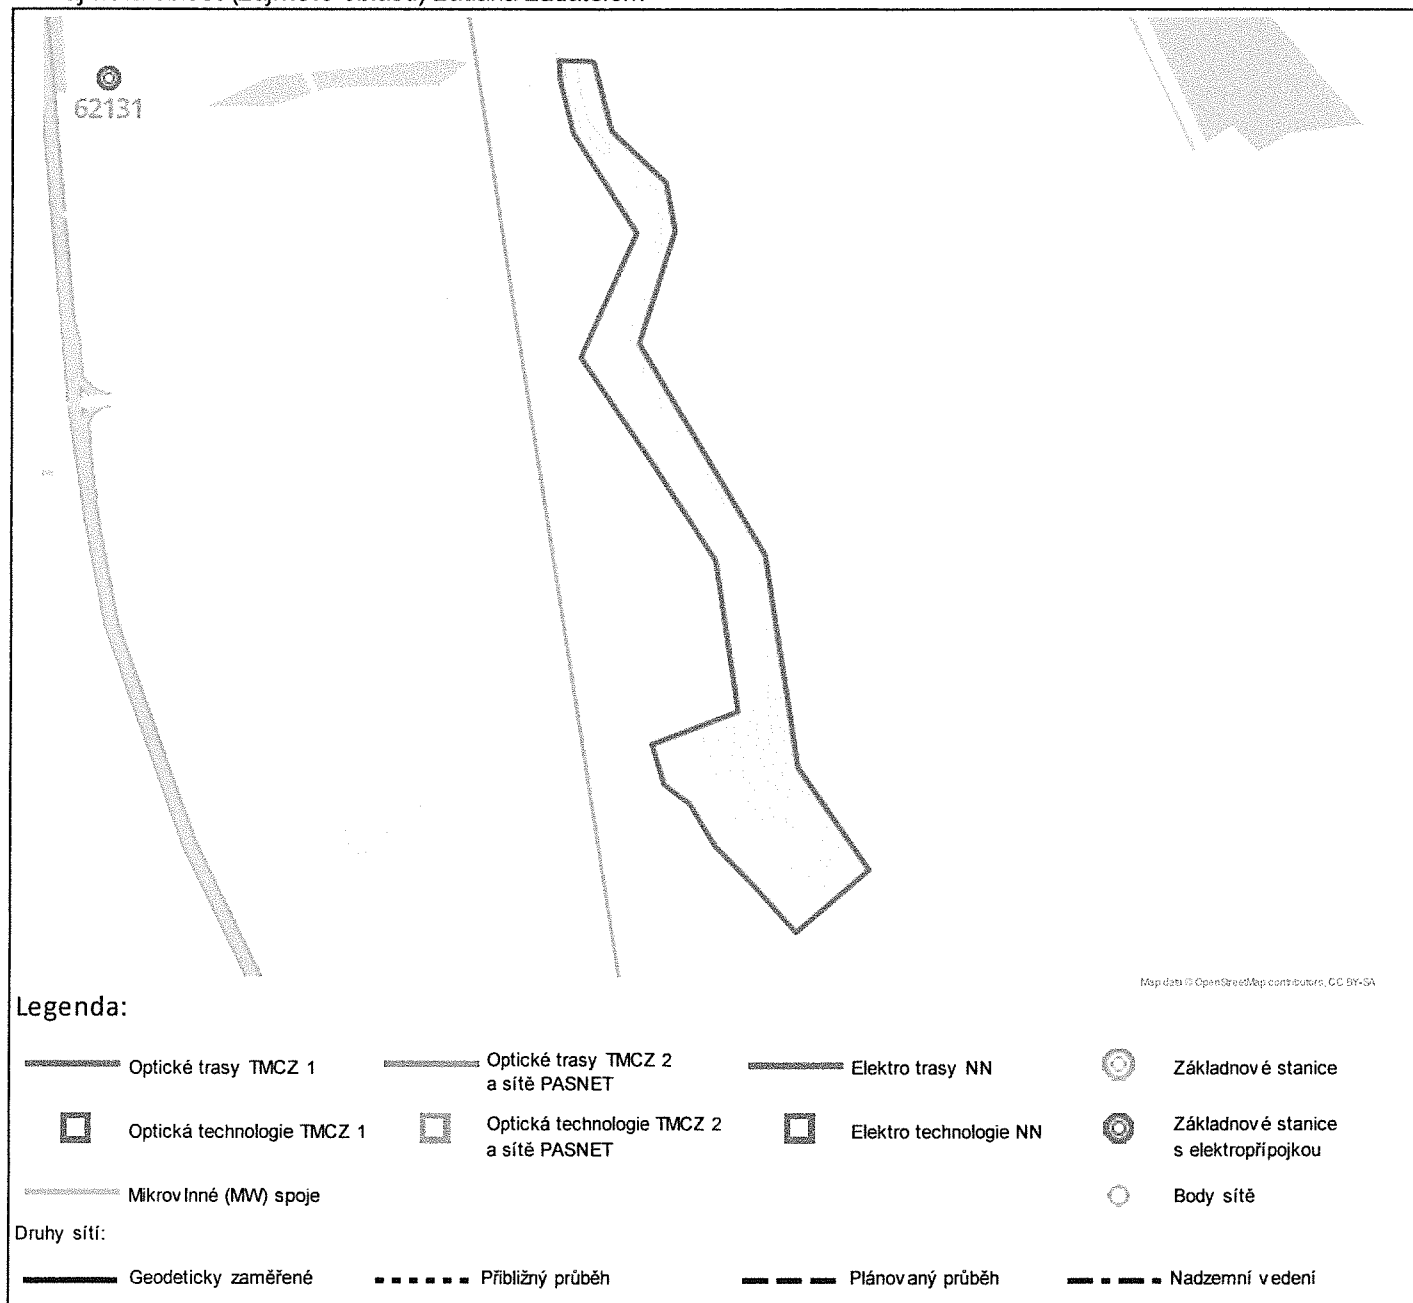 62131
Map data © OpenStreetMap contributors, CC BY-SA
Legenda:
Optické trasy TMCZ 1
Optické trasy TMCZ 2
a sítě PASNET
Elektro trasy NN
Základnové stanice
Optická technologie TMCZ 1
Optická technologie TMCZ 2
a sítě PASNET
Elektro technologie NN
Základnové stanice
s elektropřípojkou
Mikrovlnné (MW) spoje
Body sítě
Druhy sítí:
Geodeticky zaměřené
Přibližný průběh
Plánovaný průběh
Nadzemní vedení